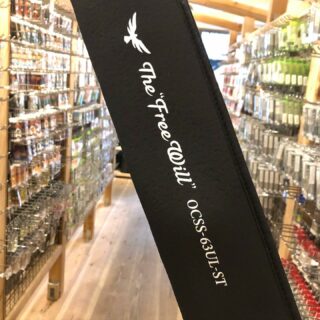 The "Free Will" OCSS-63UL-ST